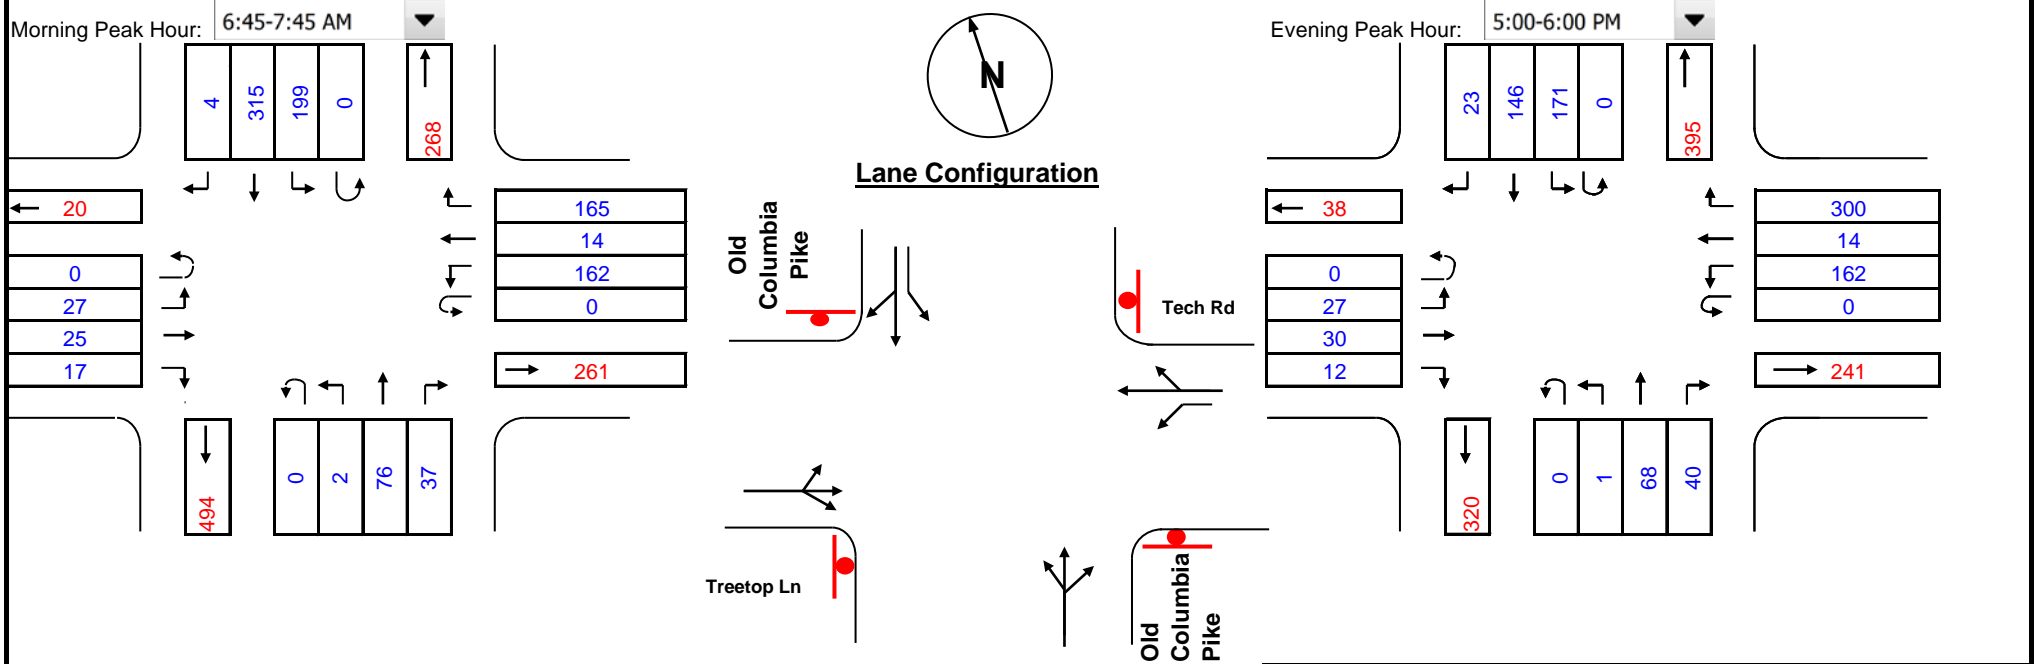 Morning Peak Hour: 6:45-7:45 AM
4 315 199 0 268
20
165
14
162
0
0
27
25
17
261
494 0 2 76 37
N
Lane Configuration
Old
Columbia
Pike
Tech Rd
Treetop Ln
Old
Columbia
Pike
Evening Peak Hour: 5:00-6:00 PM
23 146 171 0 395
38
300
14
162
0
0
27
30
12
241
320 0 1 68 40